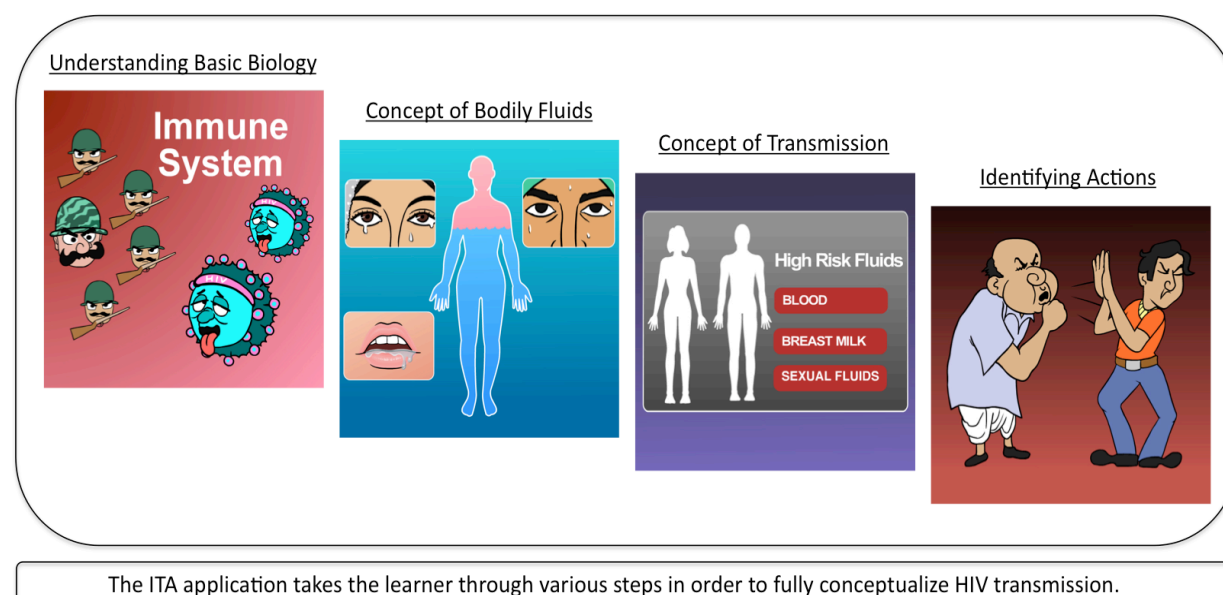 Understanding Basic Biology
Immune
System
HIV
HIV
Concept of Bodily Fluids
Concept of Transmission
High Risk Fluids
BLOOD
BREAST MILK
SEXUAL FLUIDS
Identifying Actions
The ITA application takes the learner through various steps in order to fully conceptualize HIV transmission.